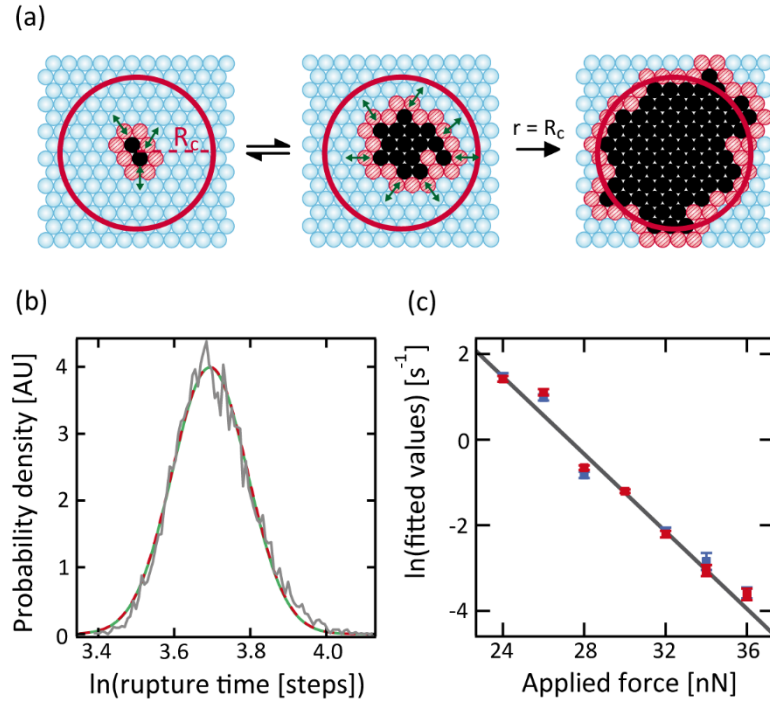 (a)
R_c
r = R_c
(b)
(c)
Probability density [AU]
4
3
2
1
0
3.4 3.6 3.8 4.0
ln(rupture time [steps])
ln(fitted values) [s⁻¹]
2
0
-2
-4
24 28 32 36
Applied force [nN]